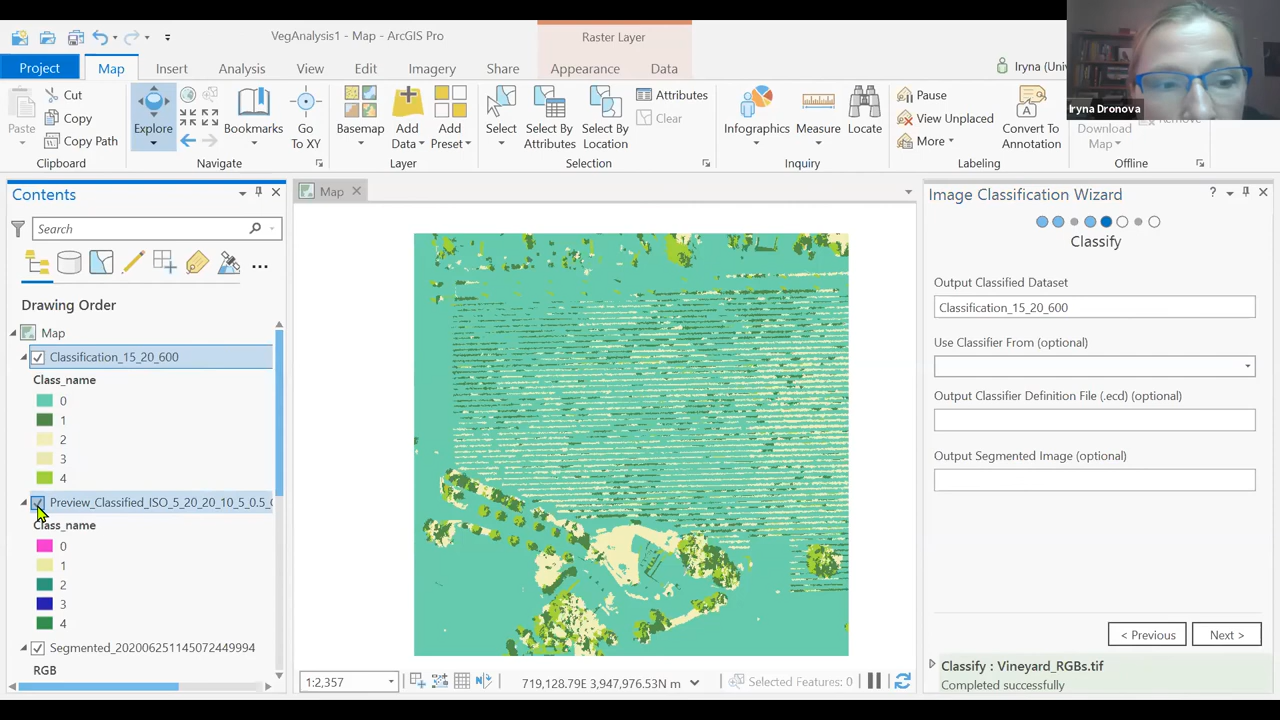 VegAnalysis1 - Map - ArcGIS Pro
Raster Layer
Project
Map
Insert
Analysis
View
Edit
Imagery
Share
Appearance
Data
Iryna (Univ
Iryna Dronova
Paste
Cut
Copy
Copy Path
Clipboard
Explore
Bookmarks
Go To XY
Navigate
Basemap
Add Data
Add Preset
Layer
Select
Select By Attributes
Select By Location
Attributes
Clear
Selection
Infographics
Measure
Locate
Inquiry
Pause
View Unplaced
More
Convert To Annotation
Labeling
Download Map
Remove
Offline
Contents
Search
Drawing Order
Map
Classification_15_20_600
Class_name
0
1
2
3
4
Preview_Classified_ISO_5_20_20_10_5_0.5_C
Class_name
0
1
2
3
4
Segmented_202006251145072449994
RGB
Map
1:2,357
719,128.79E 3,947,976.53N m
Selected Features: 0
Image Classification Wizard
?
Classify
Output Classified Dataset
Classification_15_20_600
Use Classifier From (optional)
Output Classifier Definition File (.ecd) (optional)
Output Segmented Image (optional)
< Previous
Next >
Classify : Vineyard_RGBs.tif
Completed successfully